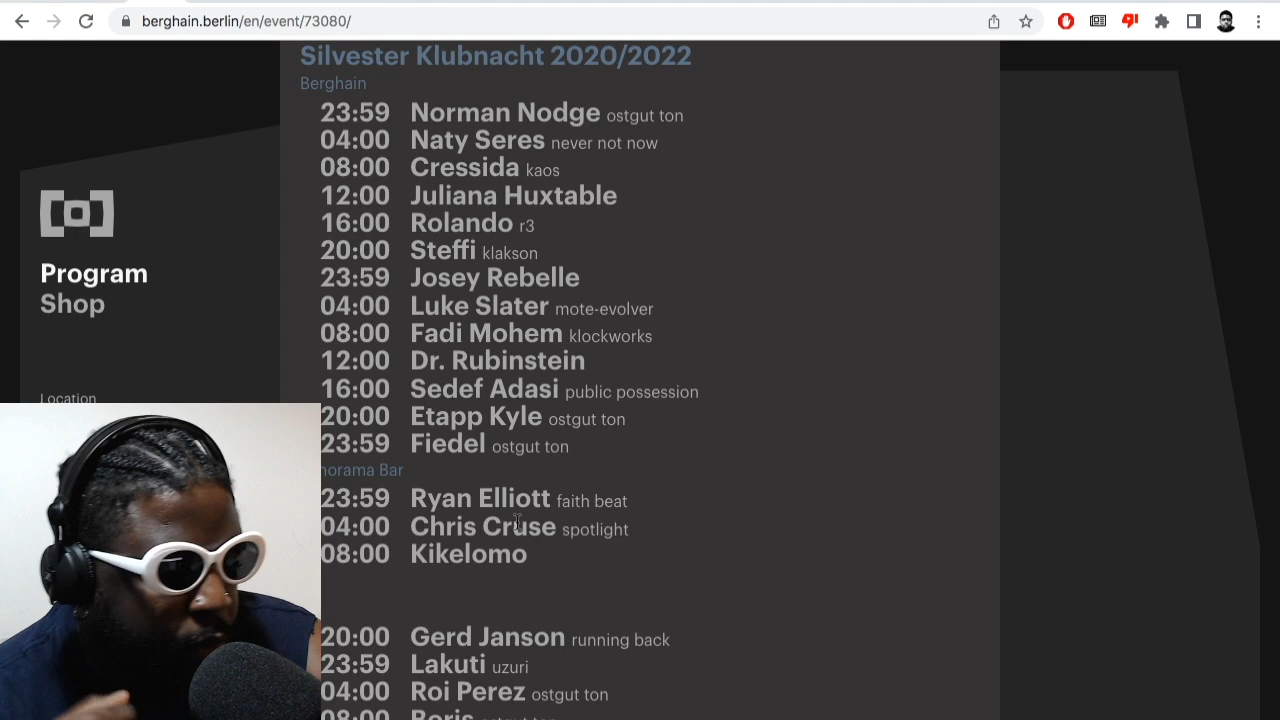 berghain.berlin/en/event/73080/
Silvester Klubnacht 2020/2022
Berghain
23:59 Norman Nodge ostgut ton
04:00 Naty Seres never not now
08:00 Cressida kaos
12:00 Juliana Huxtable
16:00 Rolando r3
20:00 Steffi klakson
23:59 Josey Rebelle
04:00 Luke Slater mote-evolver
08:00 Fadi Mohem klockworks
12:00 Dr. Rubinstein
16:00 Sedef Adasi public possession
20:00 Etapp Kyle ostgut ton
23:59 Fiedel ostgut ton
norama Bar
23:59 Ryan Elliott faith beat
04:00 Chris Cruse spotlight
08:00 Kikelomo
20:00 Gerd Janson running back
23:59 Lakuti uzuri
04:00 Roi Perez ostgut ton
08:00 Boris ostgut ton
Program
Shop
Location